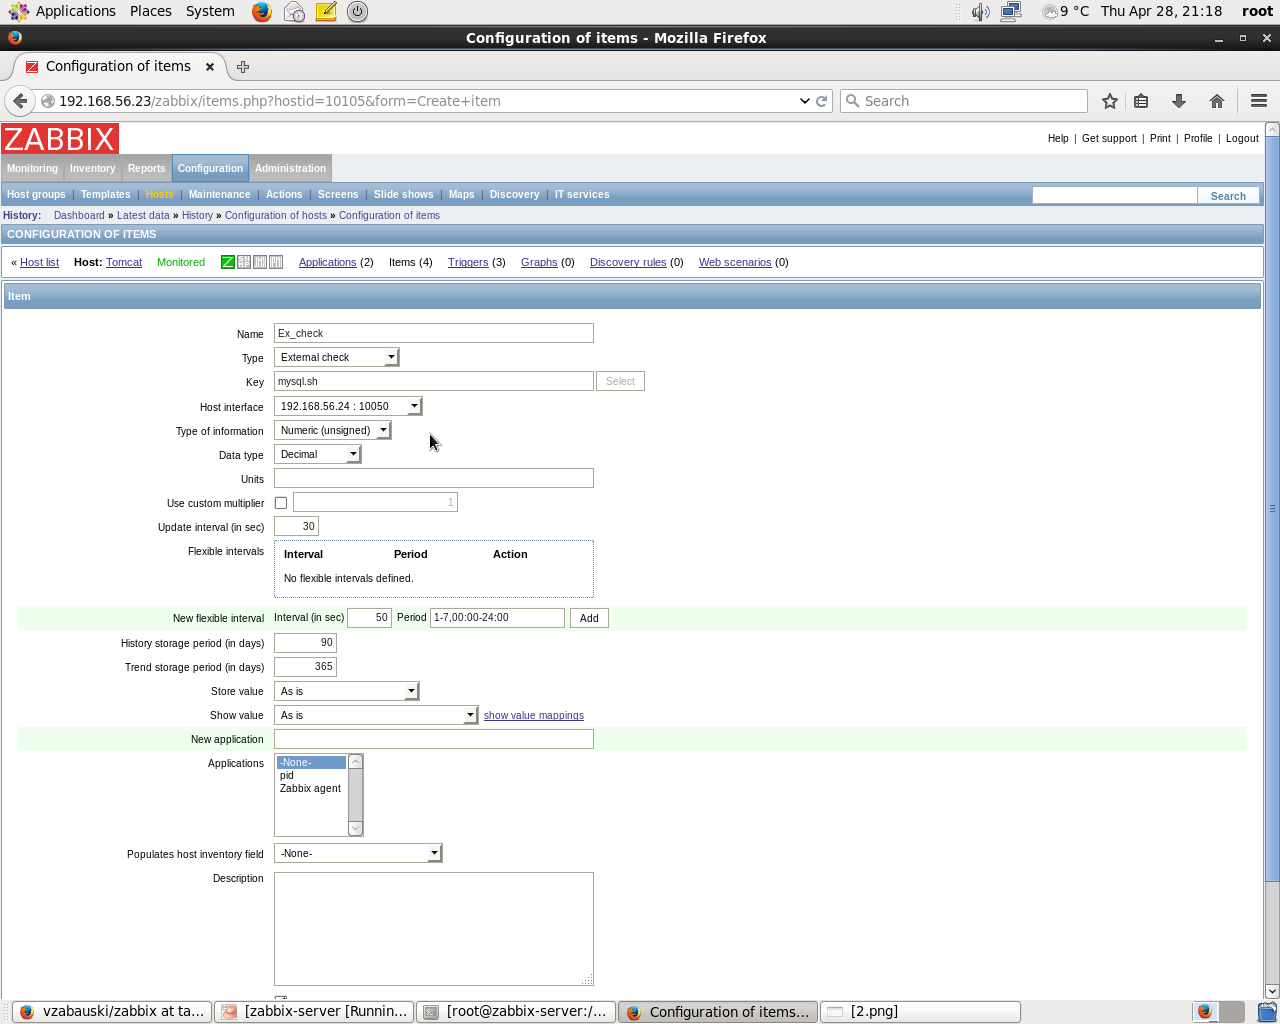 Applications Places System 9 °C Thu Apr 28, 21:18 root
Configuration of items - Mozilla Firefox
Configuration of items
192.168.56.23/zabbix/items.php?hostid=10105&form=Create+item Search
ZABBIX Help | Get support | Print | Profile | Logout
Monitoring Inventory Reports Configuration Administration
Host groups | Templates | Hosts | Maintenance | Actions | Screens | Slide shows | Maps | Discovery | IT services Search
History: Dashboard » Latest data » History » Configuration of hosts » Configuration of items
CONFIGURATION OF ITEMS
« Host list Host: Tomcat Monitored Z Applications (2) Items (4) Triggers (3) Graphs (0) Discovery rules (0) Web scenarios (0)
Item
Name Ex_check
Type External check
Key mysql.sh Select
Host interface 192.168.56.24 : 10050
Type of information Numeric (unsigned)
Data type Decimal
Units
Use custom multiplier 1
Update interval (in sec) 30
Flexible intervals Interval Period Action
No flexible intervals defined.
New flexible interval Interval (in sec) 50 Period 1-7,00:00-24:00 Add
History storage period (in days) 90
Trend storage period (in days) 365
Store value As is
Show value As is show value mappings
New application
Applications -None-
pid
Zabbix agent
Populates host inventory field -None-
Description
vzabauski/zabbix at ta... [zabbix-server [Runnin... [root@zabbix-server:/... Configuration of items... [2.png]